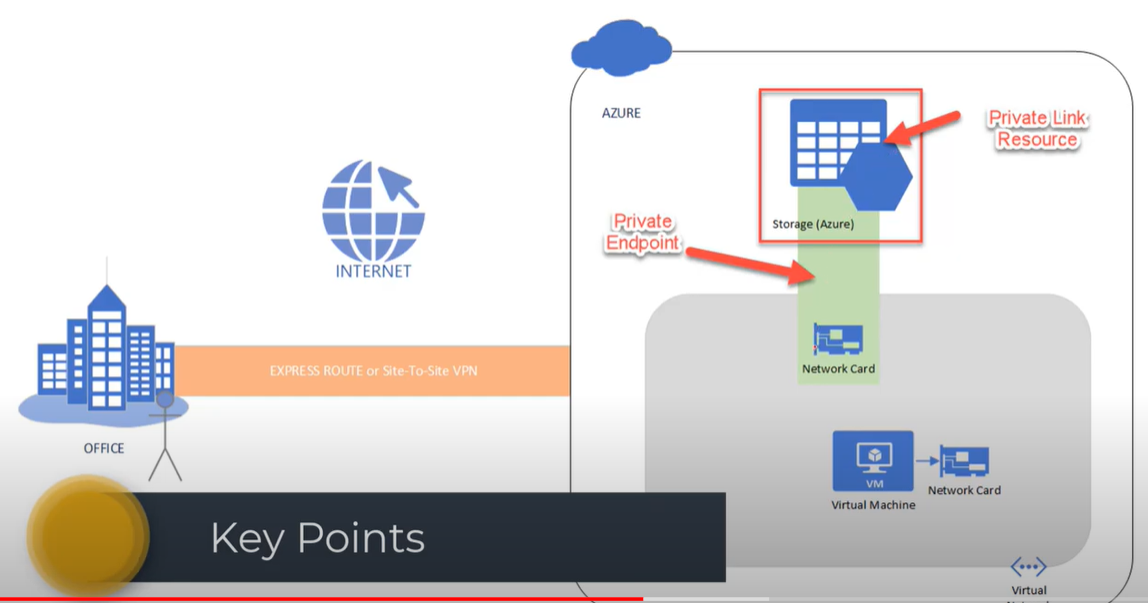 AZURE
Private Link
Resource
Storage (Azure)
Private
Endpoint
INTERNET
EXPRESS ROUTE or Site-To-Site VPN
Network Card
OFFICE
VM
Virtual Machine
Network Card
Key Points
Virtual